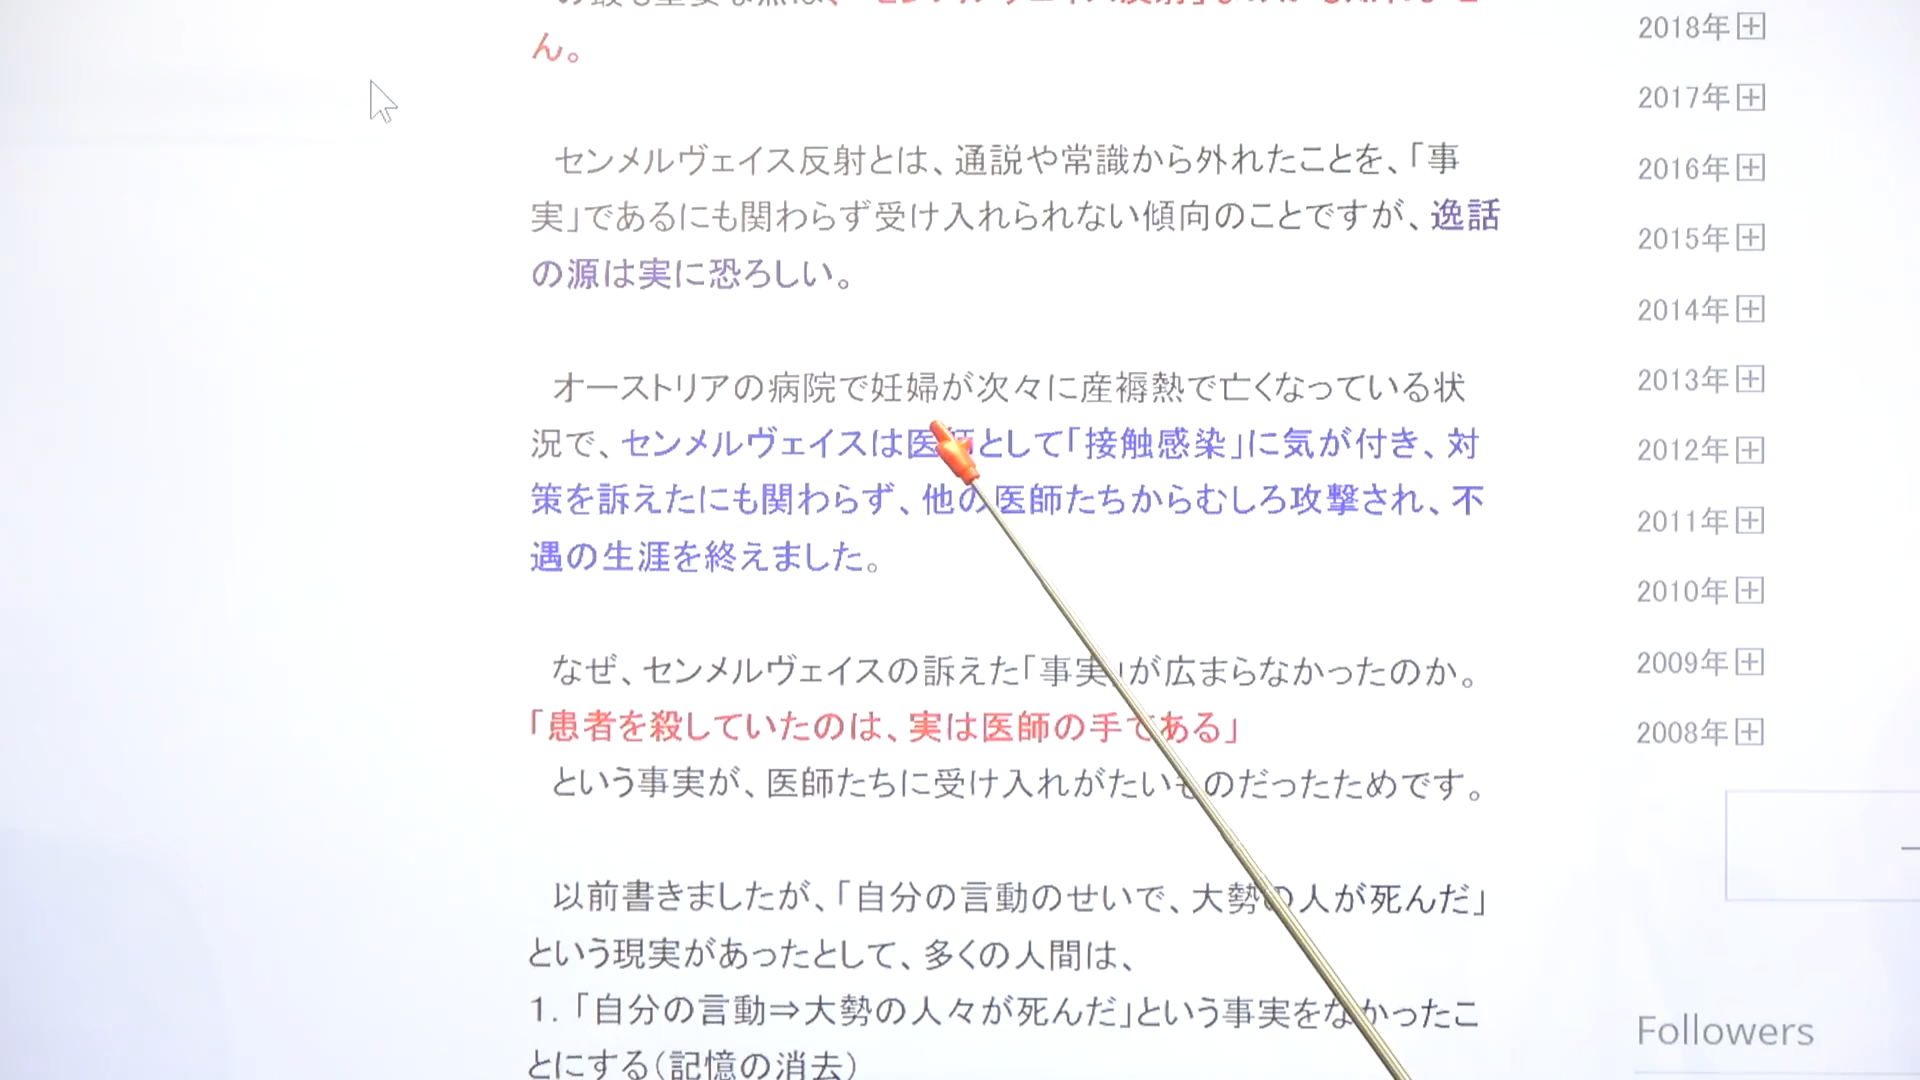 ん。
センメルヴェイス反射とは、通説や常識から外れたことを、「事
実」であるにも関わらず受け入れられない傾向のことですが、逸話
の源は実に恐ろしい。
オーストリアの病院で妊婦が次々に産褥熱で亡くなっている状
況で、センメルヴェイスは医師として「接触感染」に気が付き、対
策を訴えたにも関わらず、他の医師たちからむしろ攻撃され、不
遇の生涯を終えました。
なぜ、センメルヴェイスの訴えた「事実」が広まらなかったのか。
「患者を殺していたのは、実は医師の手である」
という事実が、医師たちに受け入れがたいものだったためです。
以前書きましたが、「自分の言動のせいで、大勢の人が死んだ」
という現実があったとして、多くの人間は、
1. 「自分の言動⇒大勢の人々が死んだ」という事実をなかったこ
とにする(記憶の消去)
2018年
2017年
2016年
2015年
2014年
2013年
2012年
2011年
2010年
2009年
2008年
Followers